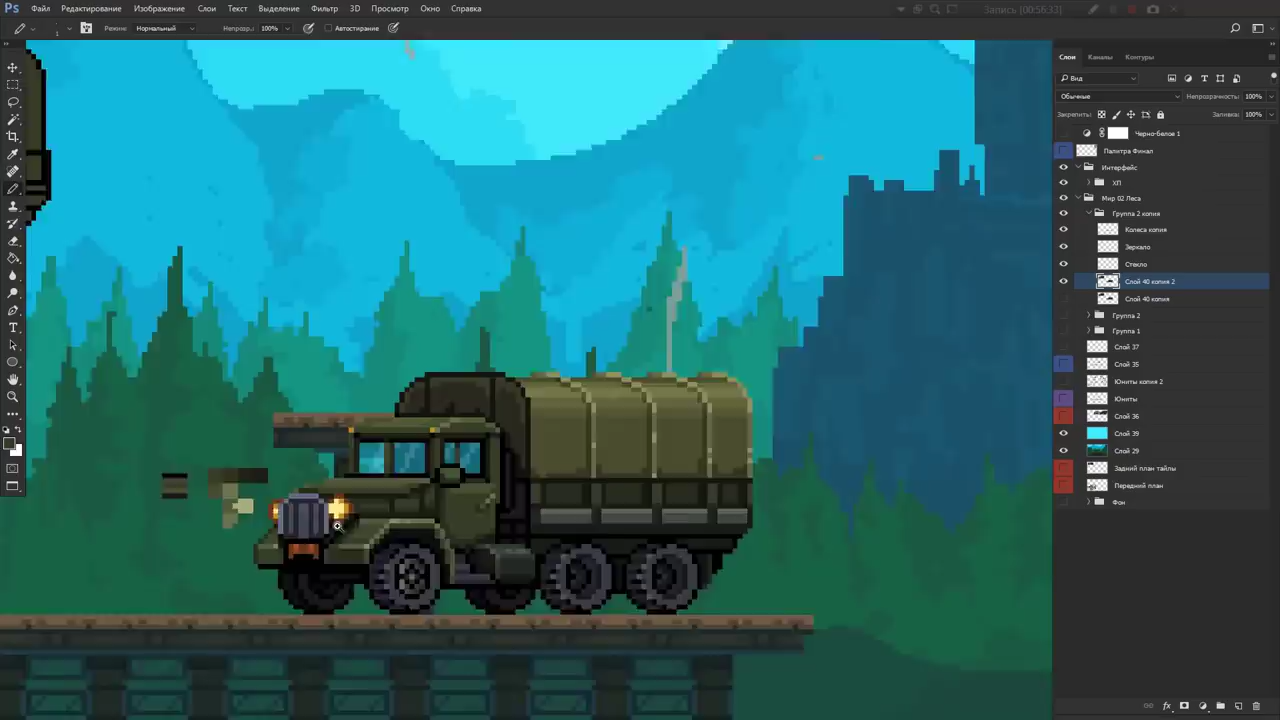 Ps Файл Редактирование Изображение Слои Текст Выделение Фильтр 3D Просмотр Окно Справка
Запись [00:56:33]
1 Режим: Нормальный Непрозр.: 100% Автостирание
Слои Каналы Контуры
Вид
Обычные Непрозрачность: 100%
Закрепить: Заливка: 100%
Черно-белое 1
Палитра Финал
Интерфейс
ХП
Мир 02 Леса
Группа 2 копия
Колеса копия
Зеркало
Стекло
Слой 40 копия 2
Слой 40 копия
Группа 2
Группа 1
Слой 37
Слой 35
Юниты копия 2
Юниты
Слой 36
Слой 39
Слой 29
Задний план тайлы
Передний план
Фон